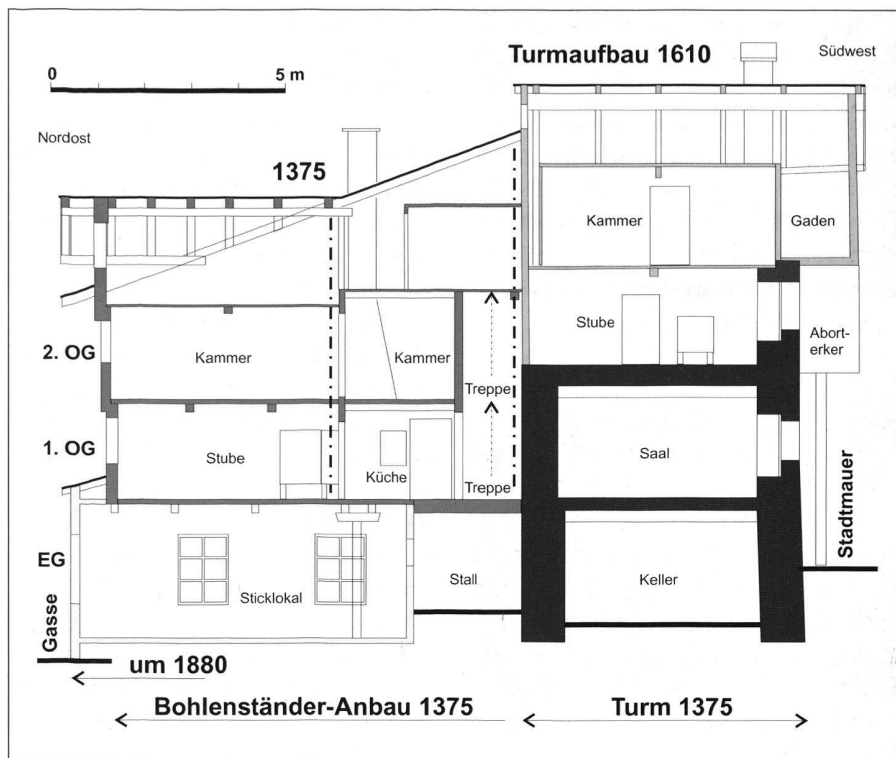 Turmaufbau 1610
Südwest
0
5 m
Nordost
1375
Kammer
Gaden
Stube
Abort-
erker
2. OG
Kammer
Kammer
Treppe
1. OG
Stube
Küche
Treppe
Saal
Stadtmauer
EG
Sticklokal
Stall
Keller
Gasse
um 1880
Bohlenständer-Anbau 1375
Turm 1375